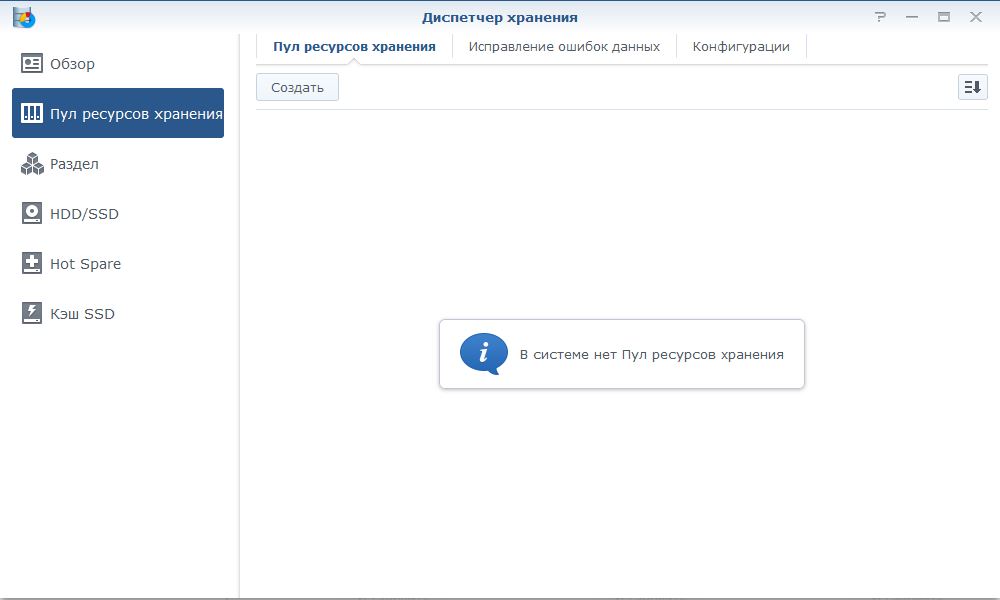 Диспетчер хранения
Обзор
Пул ресурсов хранения
Раздел
HDD/SSD
Hot Spare
Кэш SSD
Пул ресурсов хранения
Исправление ошибок данных
Конфигурации
Создать
В системе нет Пул ресурсов хранения